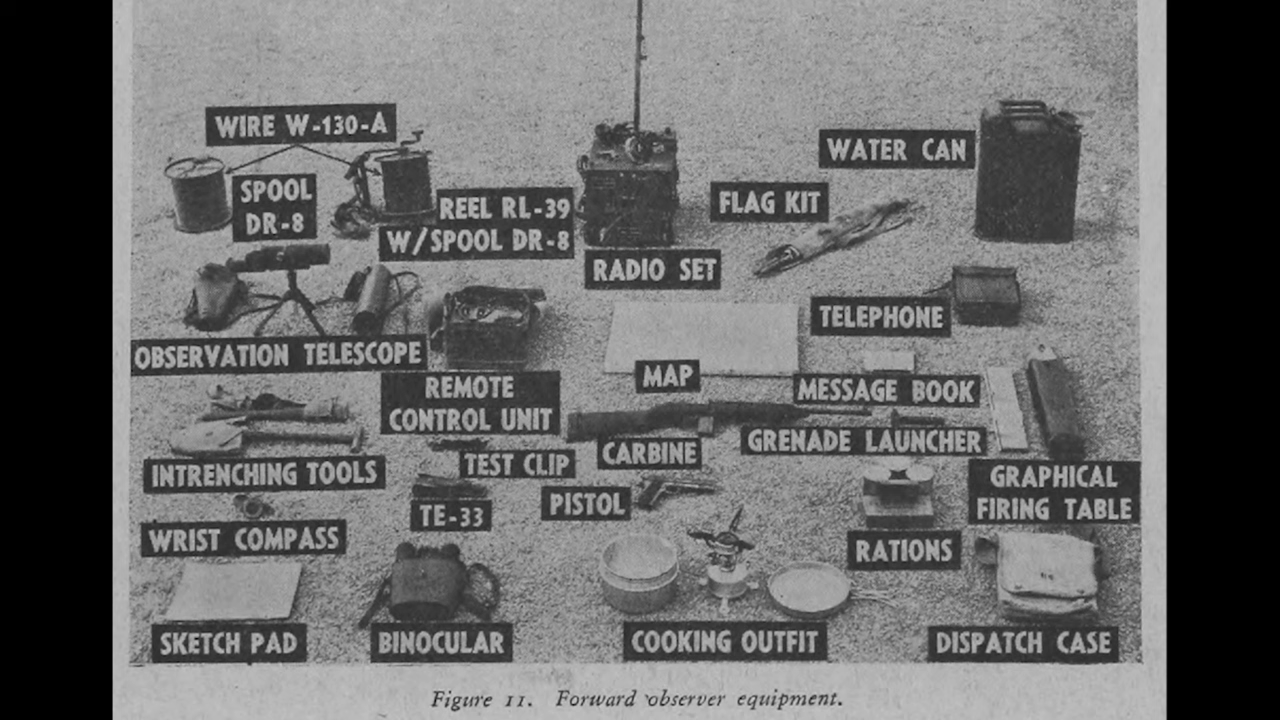 WIRE W-130-A
WATER CAN
SPOOL
DR-8
REEL RL-39
W/SPOOL DR-8
FLAG KIT
RADIO SET
TELEPHONE
OBSERVATION TELESCOPE
REMOTE
CONTROL UNIT
MAP
MESSAGE BOOK
INTRENCHING TOOLS
TEST CLIP
CARBINE
GRENADE LAUNCHER
GRAPHICAL
FIRING TABLE
WRIST COMPASS
TE-33
PISTOL
RATIONS
SKETCH PAD
BINOCULAR
COOKING OUTFIT
DISPATCH CASE
Figure 11. Forward observer equipment.